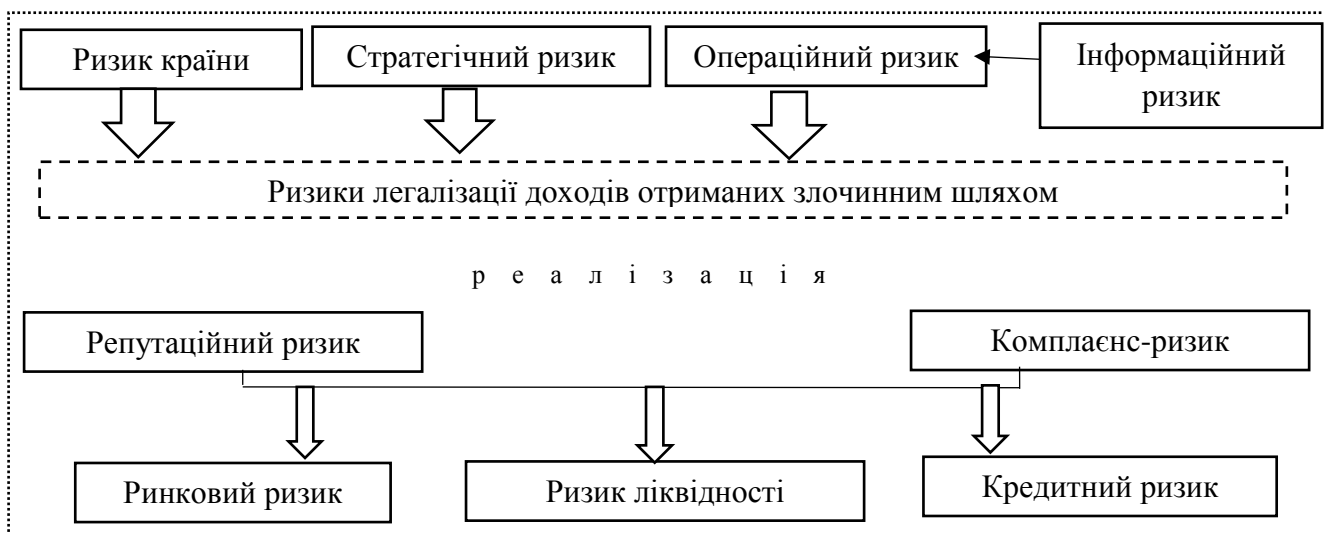 Ризик країни
Стратегічний ризик
Операційний ризик
Інформаційний
ризик
Ризики легалізації доходів отриманих злочинним шляхом
р е а л і з а ц і я
Репутаційний ризик
Комплаєнс-ризик
Ринковий ризик
Ризик ліквідності
Кредитний ризик